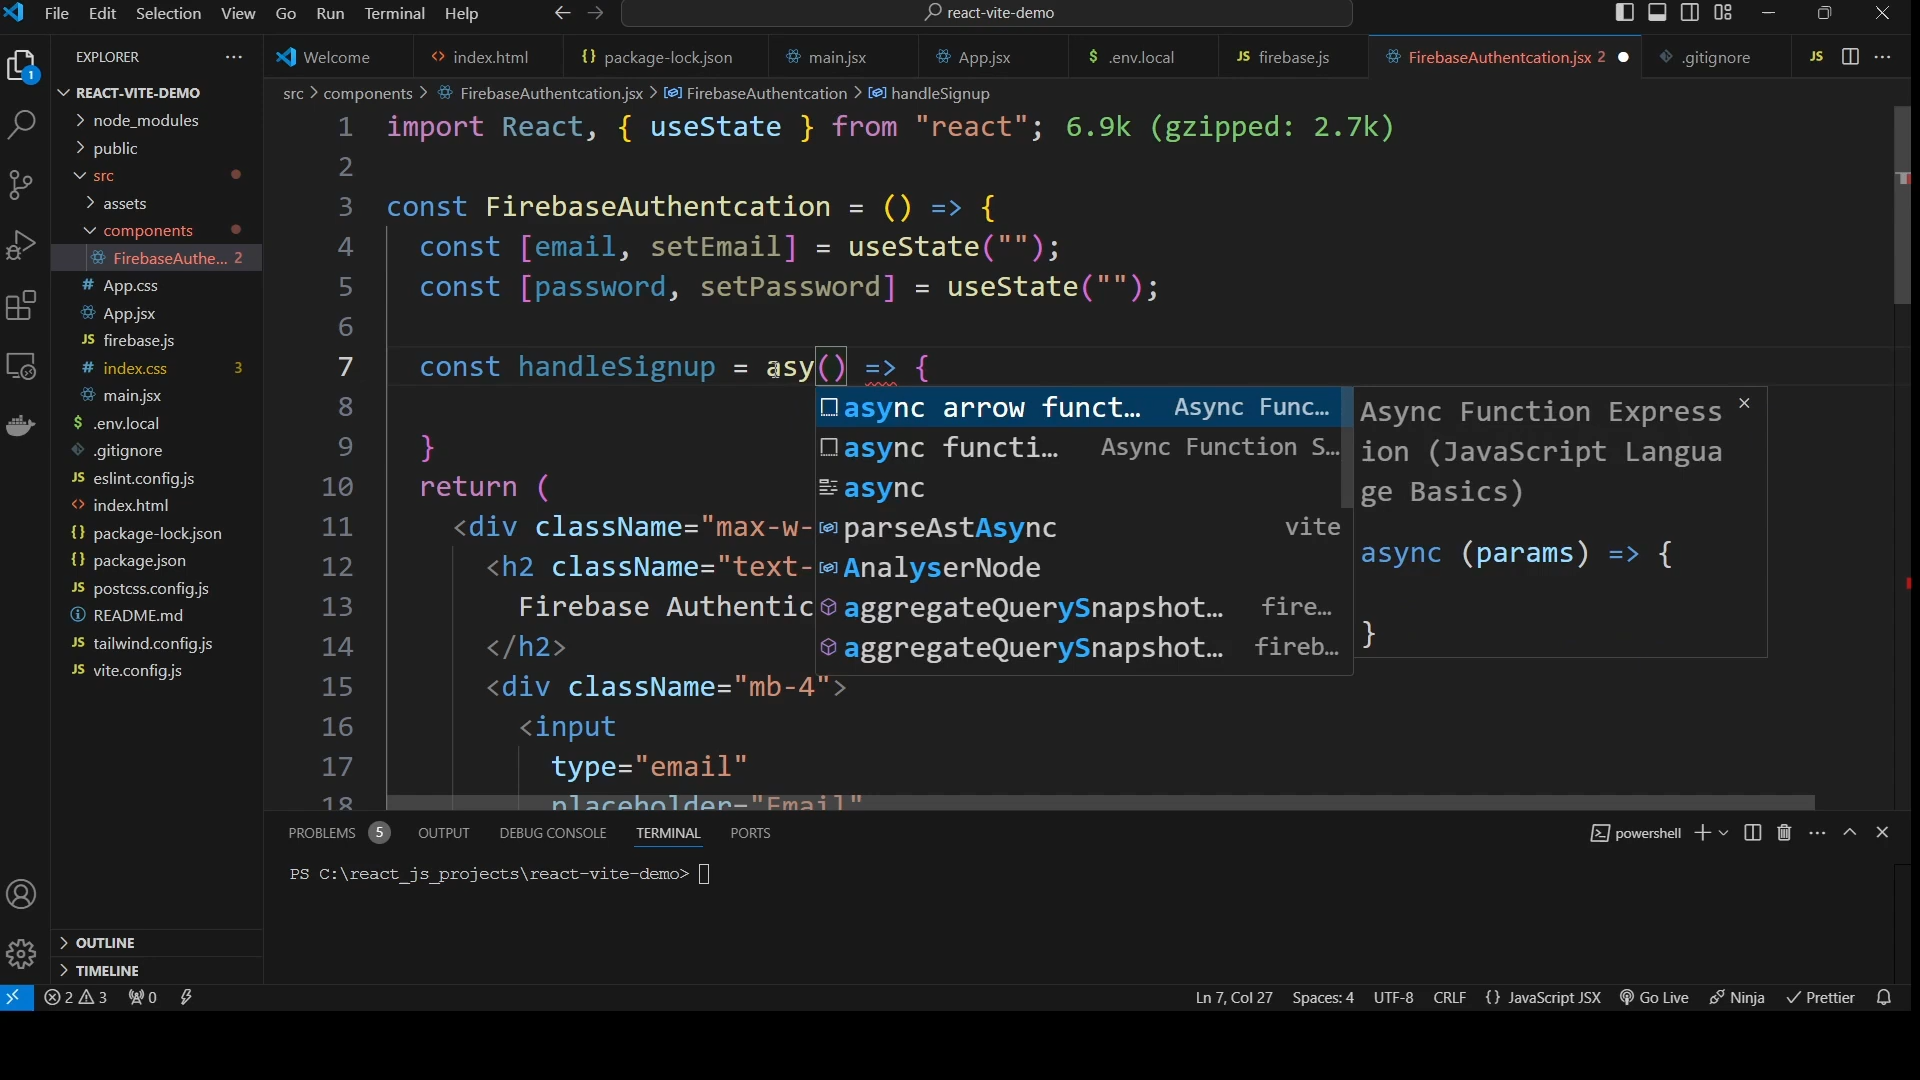 File Edit Selection View Go Run Terminal Help
react-vite-demo
EXPLORER
Welcome
index.html
{} package-lock.json
main.jsx
App.jsx
$ .env.local
JS firebase.js
FirebaseAuthentcation.jsx 2
.gitignore
JS
1
REACT-VITE-DEMO
node_modules
public
src
assets
components
FirebaseAuthe... 2
# App.css
App.jsx
JS firebase.js
# index.css 3
main.jsx
$ .env.local
.gitignore
JS eslint.config.js
<> index.html
{} package-lock.json
{} package.json
JS postcss.config.js
README.md
JS tailwind.config.js
JS vite.config.js
OUTLINE
TIMELINE
src > components > FirebaseAuthentcation.jsx > FirebaseAuthentcation > handleSignup
1 import React, { useState } from "react"; 6.9k (gzipped: 2.7k)
2
3 const FirebaseAuthentcation = () => {
4 const [email, setEmail] = useState("");
5 const [password, setPassword] = useState("");
6
7 const handleSignup = asy() => {
8
9 }
10 return (
11 <div className="max-w-
12 <h2 className="text-
13 Firebase Authentic
14 </h2>
15 <div className="mb-4">
16 <input
17 type="email"
18 placeholder="Email"
async arrow funct... Async Func...
async functi... Async Function S...
async
parseAstAsync vite
AnalyserNode
aggregateQuerySnapshot... fire...
aggregateQuerySnapshot... fireb...
Async Function Express
ion (JavaScript Langua
ge Basics)
async (params) => {
}
PROBLEMS 5 OUTPUT DEBUG CONSOLE TERMINAL PORTS
powershell
PS C:\react_js_projects\react-vite-demo>
2 3 0
Ln 7, Col 27 Spaces: 4 UTF-8 CRLF {} JavaScript JSX Go Live Ninja Prettier